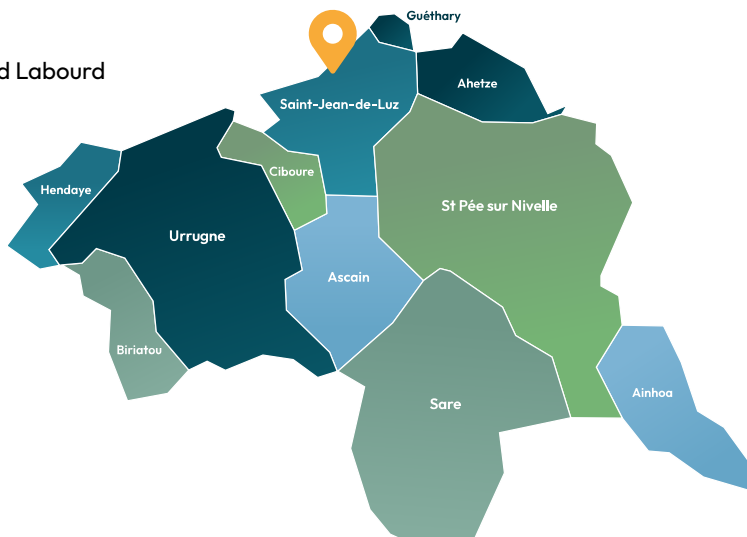 Guéthary
d Labourd
Ahetze
Saint-Jean-de-Luz
Ciboure
Hendaye
St Pée sur Nivelle
Urrugne
Ascain
Biriatou
Ainhoa
Sare